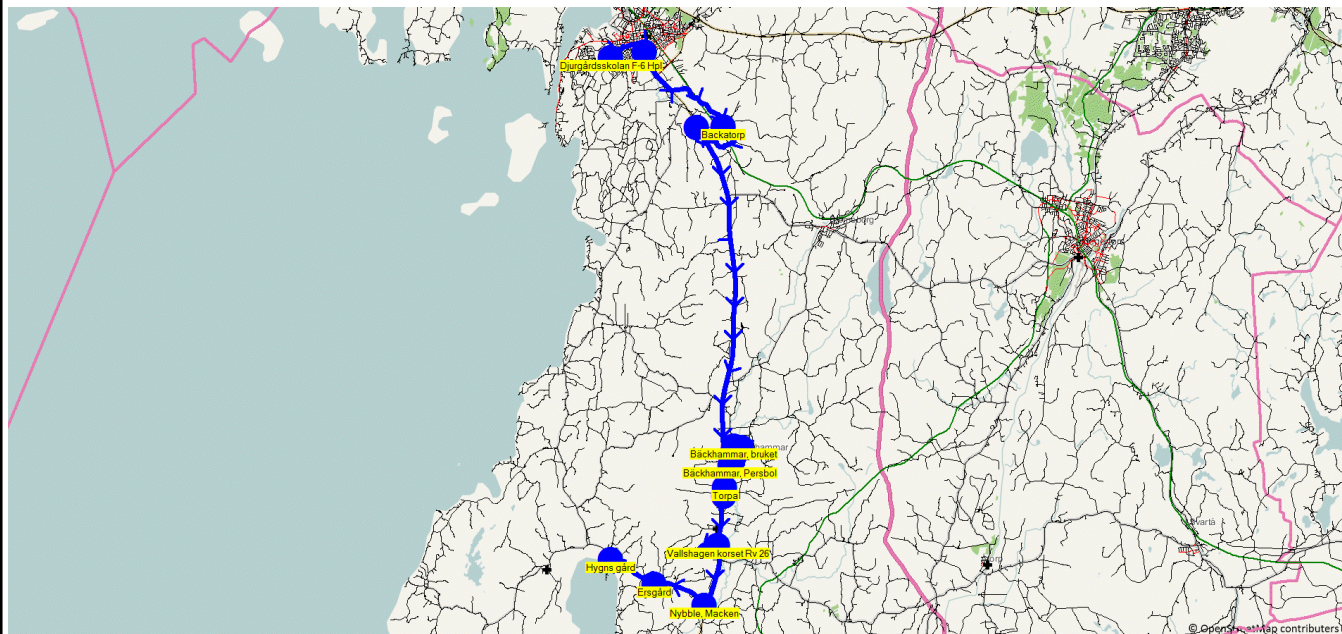 Djurgårdsskolan F-6 Hpl
Backatorp
Bäckhammar, bruket
Bäckhammar, Persbol
Torpa
Vallshagen korset Rv 26
Hygns gård
Ersgård
Nybble, Macken
© OpenStreetMap contributors